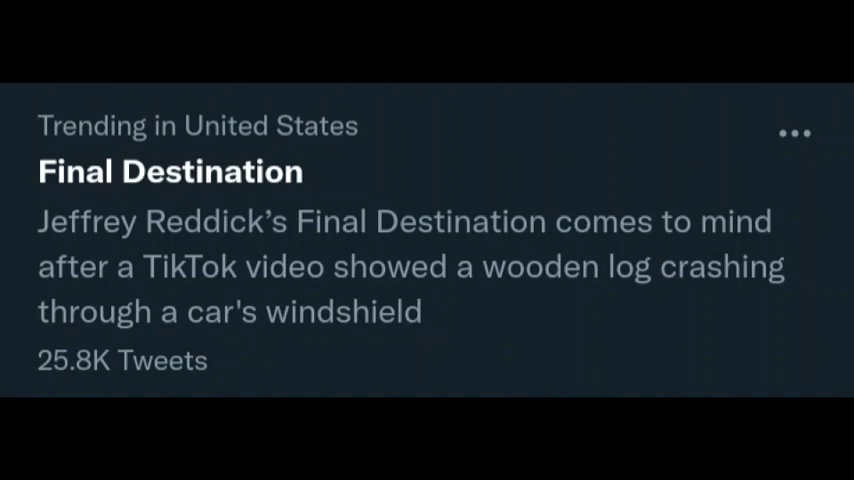 Trending in United States
Final Destination
Jeffrey Reddick’s Final Destination comes to mind
after a TikTok video showed a wooden log crashing
through a car's windshield
25.8K Tweets